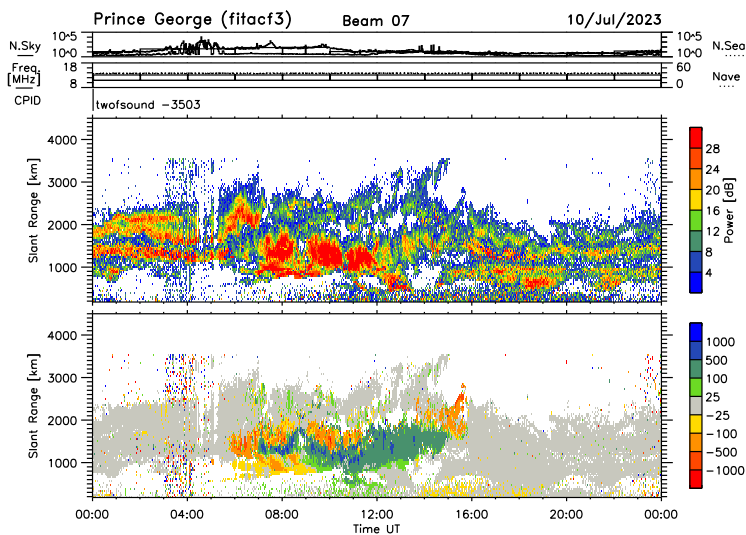 Prince George (fitacf3) Beam 07 10/Jul/2023
N.Sky 10^5 10^0 10^5 10^0 N.Sea
Freq. [MHz] 18 8 60 0 Nave
CPID twofsound -3503
Slant Range [km] 4000 3000 2000 1000
Power [dB] 28 24 20 16 12 8 4
Slant Range [km] 4000 3000 2000 1000
1000 500 100 25 -25 -100 -500 -1000
00:00 04:00 08:00 12:00 16:00 20:00 00:00
Time UT